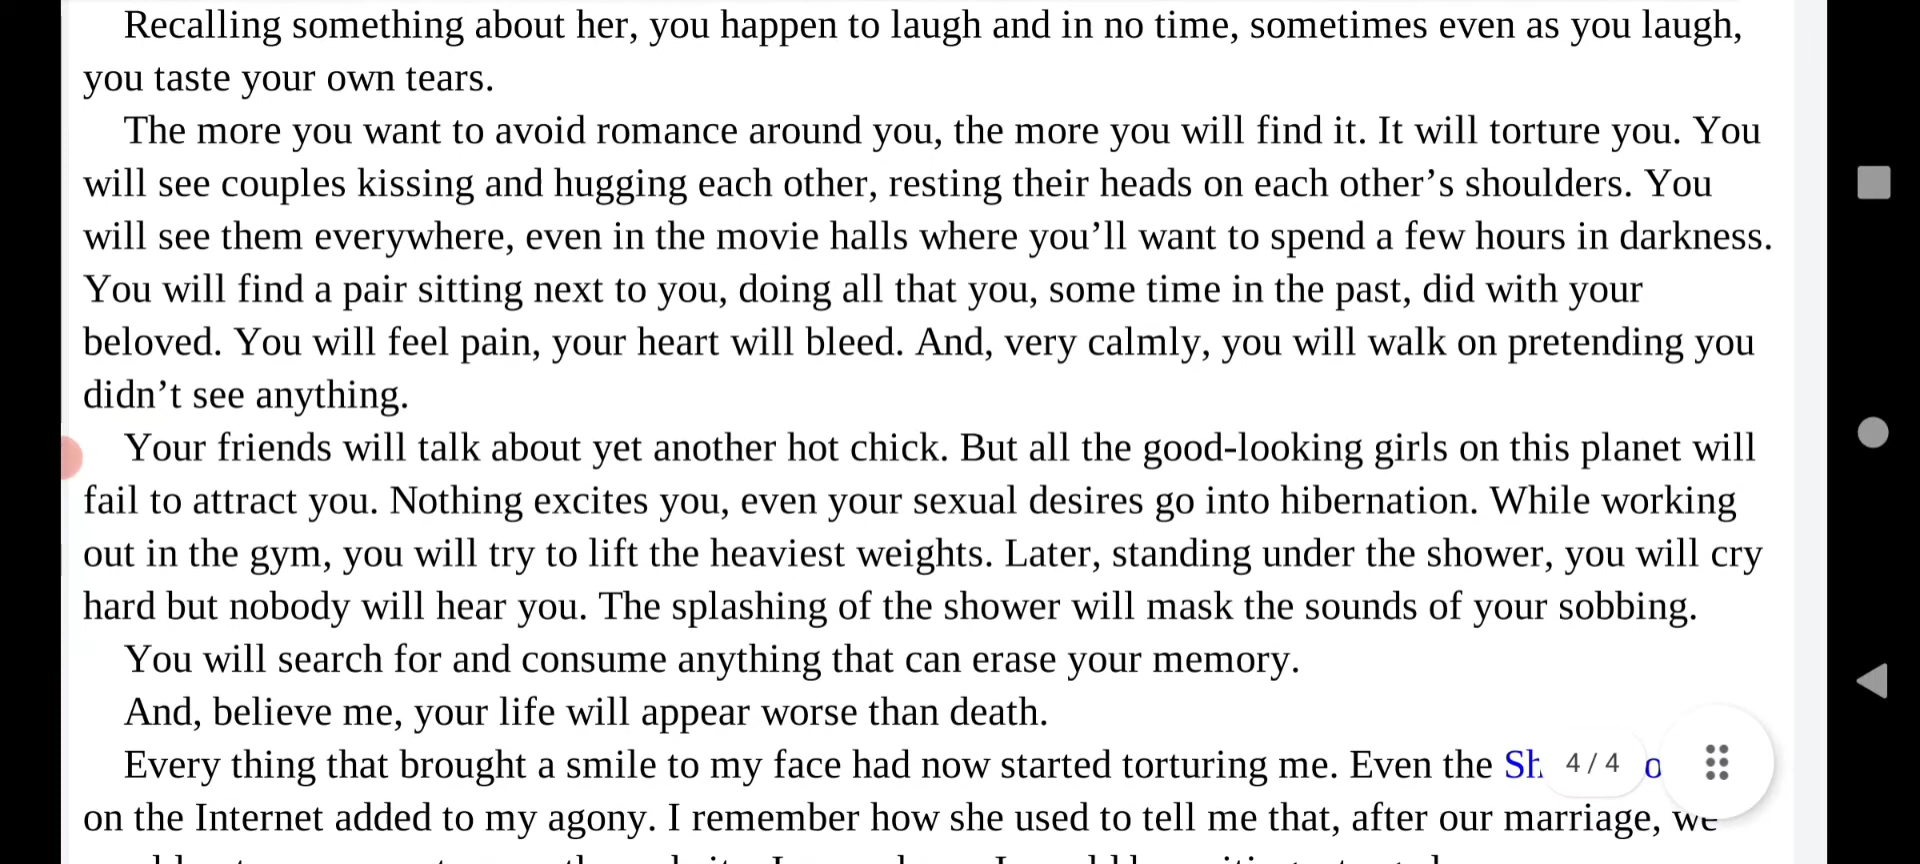 Recalling something about her, you happen to laugh and in no time, sometimes even as you laugh,
you taste your own tears.
The more you want to avoid romance around you, the more you will find it. It will torture you. You
will see couples kissing and hugging each other, resting their heads on each other’s shoulders. You
will see them everywhere, even in the movie halls where you’ll want to spend a few hours in darkness.
You will find a pair sitting next to you, doing all that you, some time in the past, did with your
beloved. You will feel pain, your heart will bleed. And, very calmly, you will walk on pretending you
didn’t see anything.
Your friends will talk about yet another hot chick. But all the good-looking girls on this planet will
fail to attract you. Nothing excites you, even your sexual desires go into hibernation. While working
out in the gym, you will try to lift the heaviest weights. Later, standing under the shower, you will cry
hard but nobody will hear you. The splashing of the shower will mask the sounds of your sobbing.
You will search for and consume anything that can erase your memory.
And, believe me, your life will appear worse than death.
Every thing that brought a smile to my face had now started torturing me. Even the
4 / 4
on the Internet added to my agony. I remember how she used to tell me that, after our marriage, we